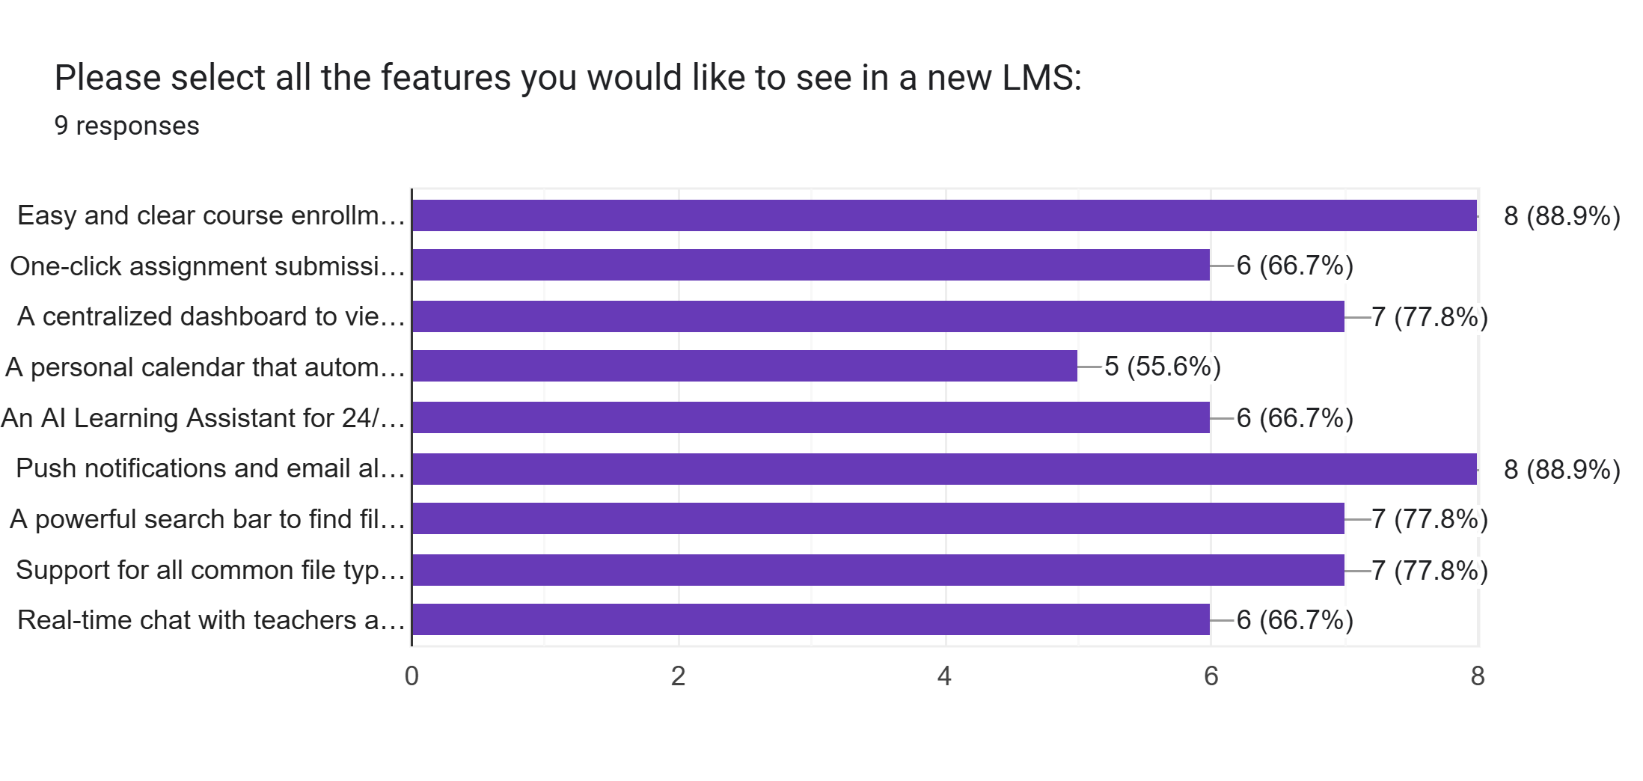 Please select all the features you would like to see in a new LMS:
9 responses
Easy and clear course enrollm… 8 (88.9%)
One-click assignment submissi… 6 (66.7%)
A centralized dashboard to vie… 7 (77.8%)
A personal calendar that autom… 5 (55.6%)
An AI Learning Assistant for 24/… 6 (66.7%)
Push notifications and email al… 8 (88.9%)
A powerful search bar to find fil… 7 (77.8%)
Support for all common file typ… 7 (77.8%)
Real-time chat with teachers a… 6 (66.7%)
0 2 4 6 8